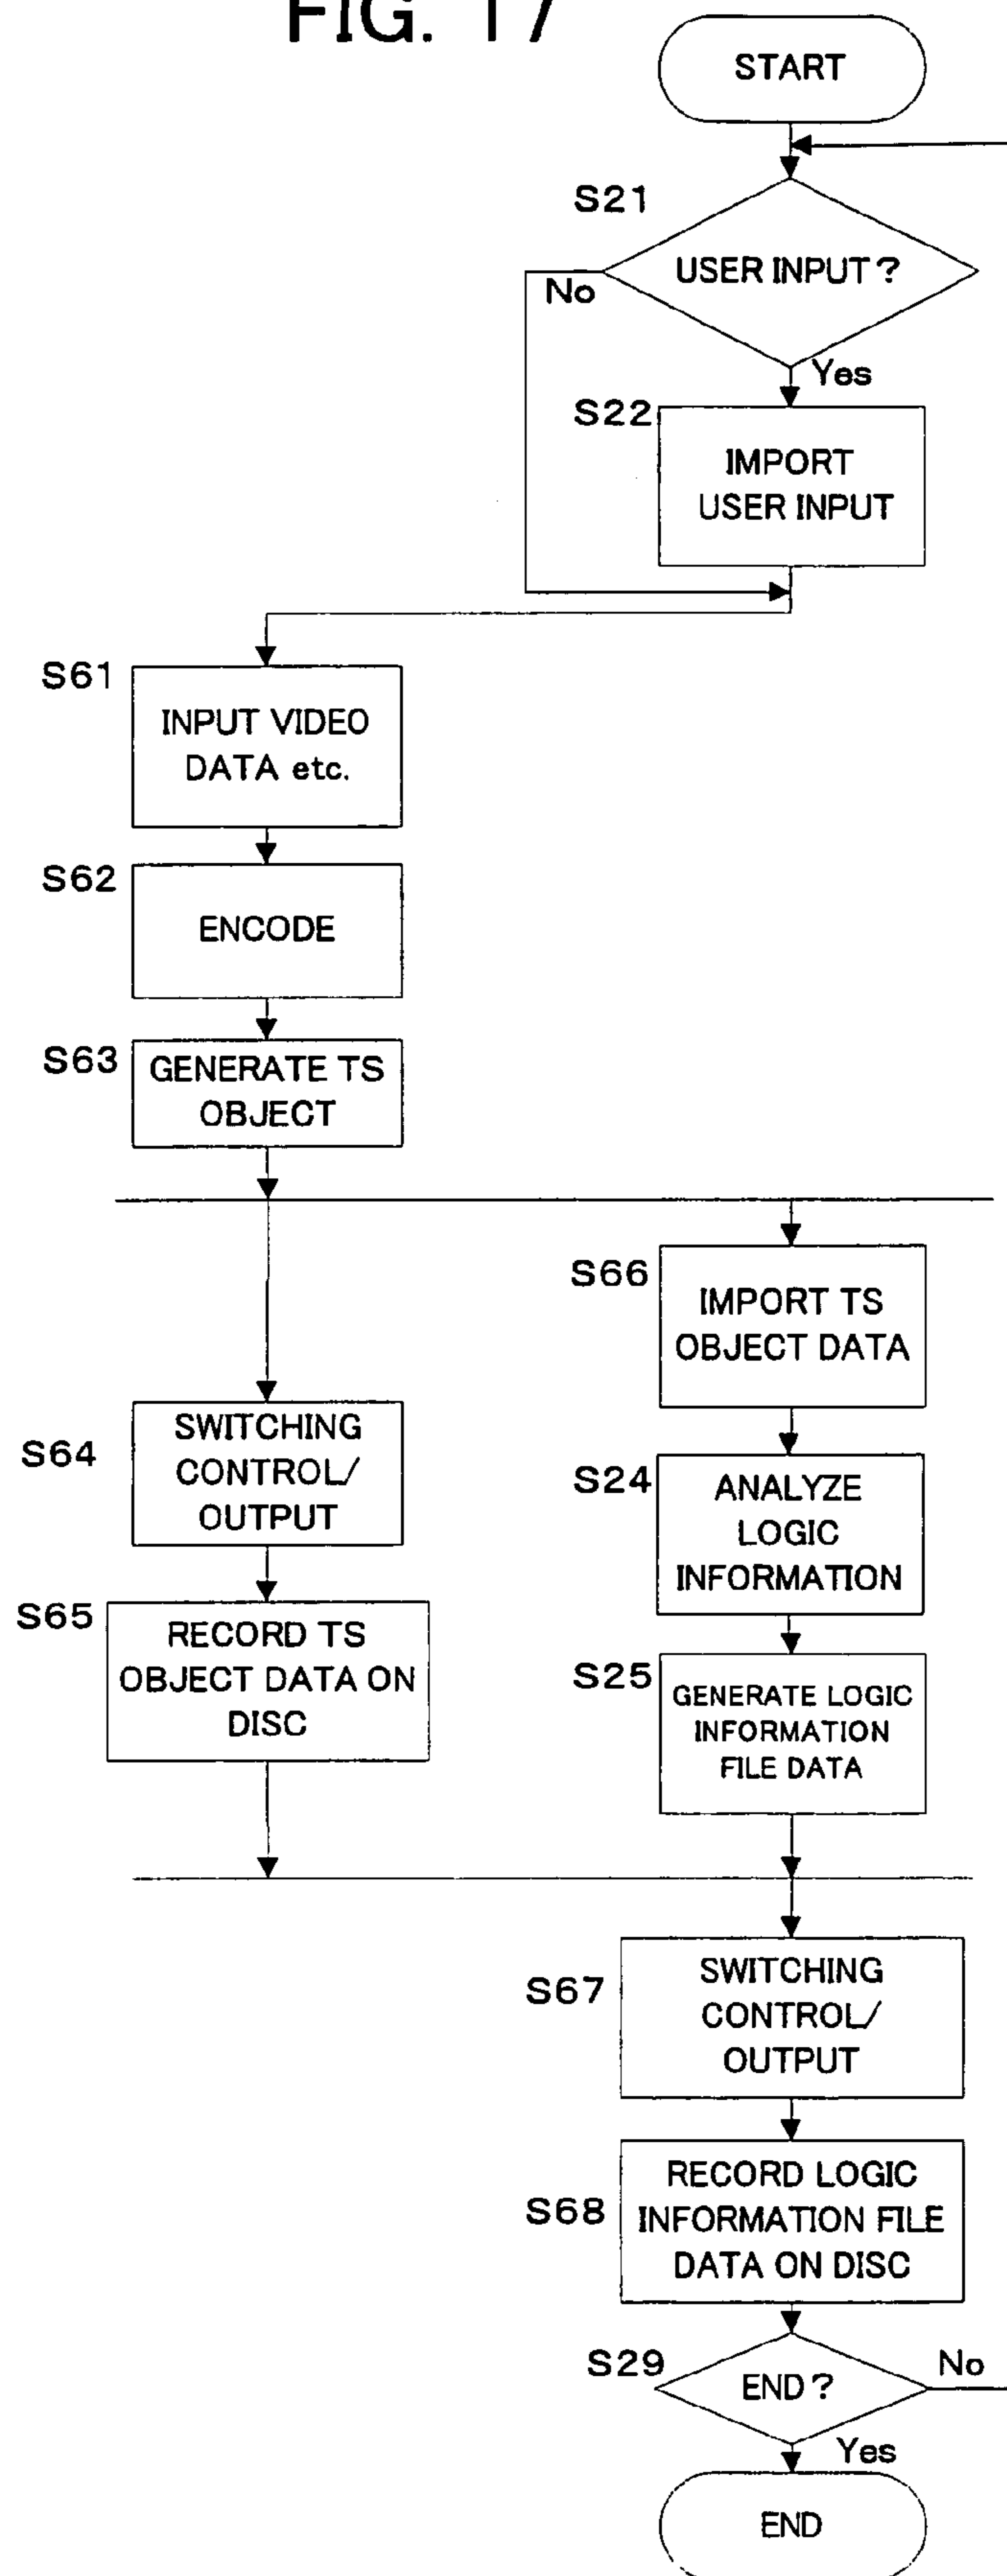 FIG. 17
START
S21
USER INPUT?
No
Yes
S22
IMPORT
USER INPUT
S61
INPUT VIDEO
DATA etc.
S62
ENCODE
S63
GENERATE TS
OBJECT
S66
IMPORT TS
OBJECT DATA
S64
SWITCHING
CONTROL/
OUTPUT
S24
ANALYZE
LOGIC
INFORMATION
S65
RECORD TS
OBJECT DATA ON
DISC
S25
GENERATE LOGIC
INFORMATION
FILE DATA
S67
SWITCHING
CONTROL/
OUTPUT
S68
RECORD LOGIC
INFORMATION FILE
DATA ON DISC
S29
END?
No
Yes
END